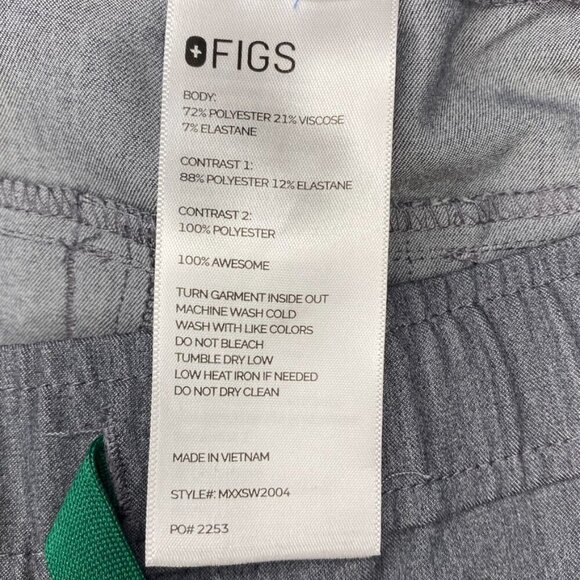 FIGS
BODY:
72% POLYESTER 21% VISCOSE
7% ELASTANE
CONTRAST 1:
88% POLYESTER 12% ELASTANE
CONTRAST 2:
100% POLYESTER
100% AWESOME
TURN GARMENT INSIDE OUT
MACHINE WASH COLD
WASH WITH LIKE COLORS
DO NOT BLEACH
TUMBLE DRY LOW
LOW HEAT IRON IF NEEDED
DO NOT DRY CLEAN
MADE IN VIETNAM
STYLE#: MXXSW2004
PO# 2253